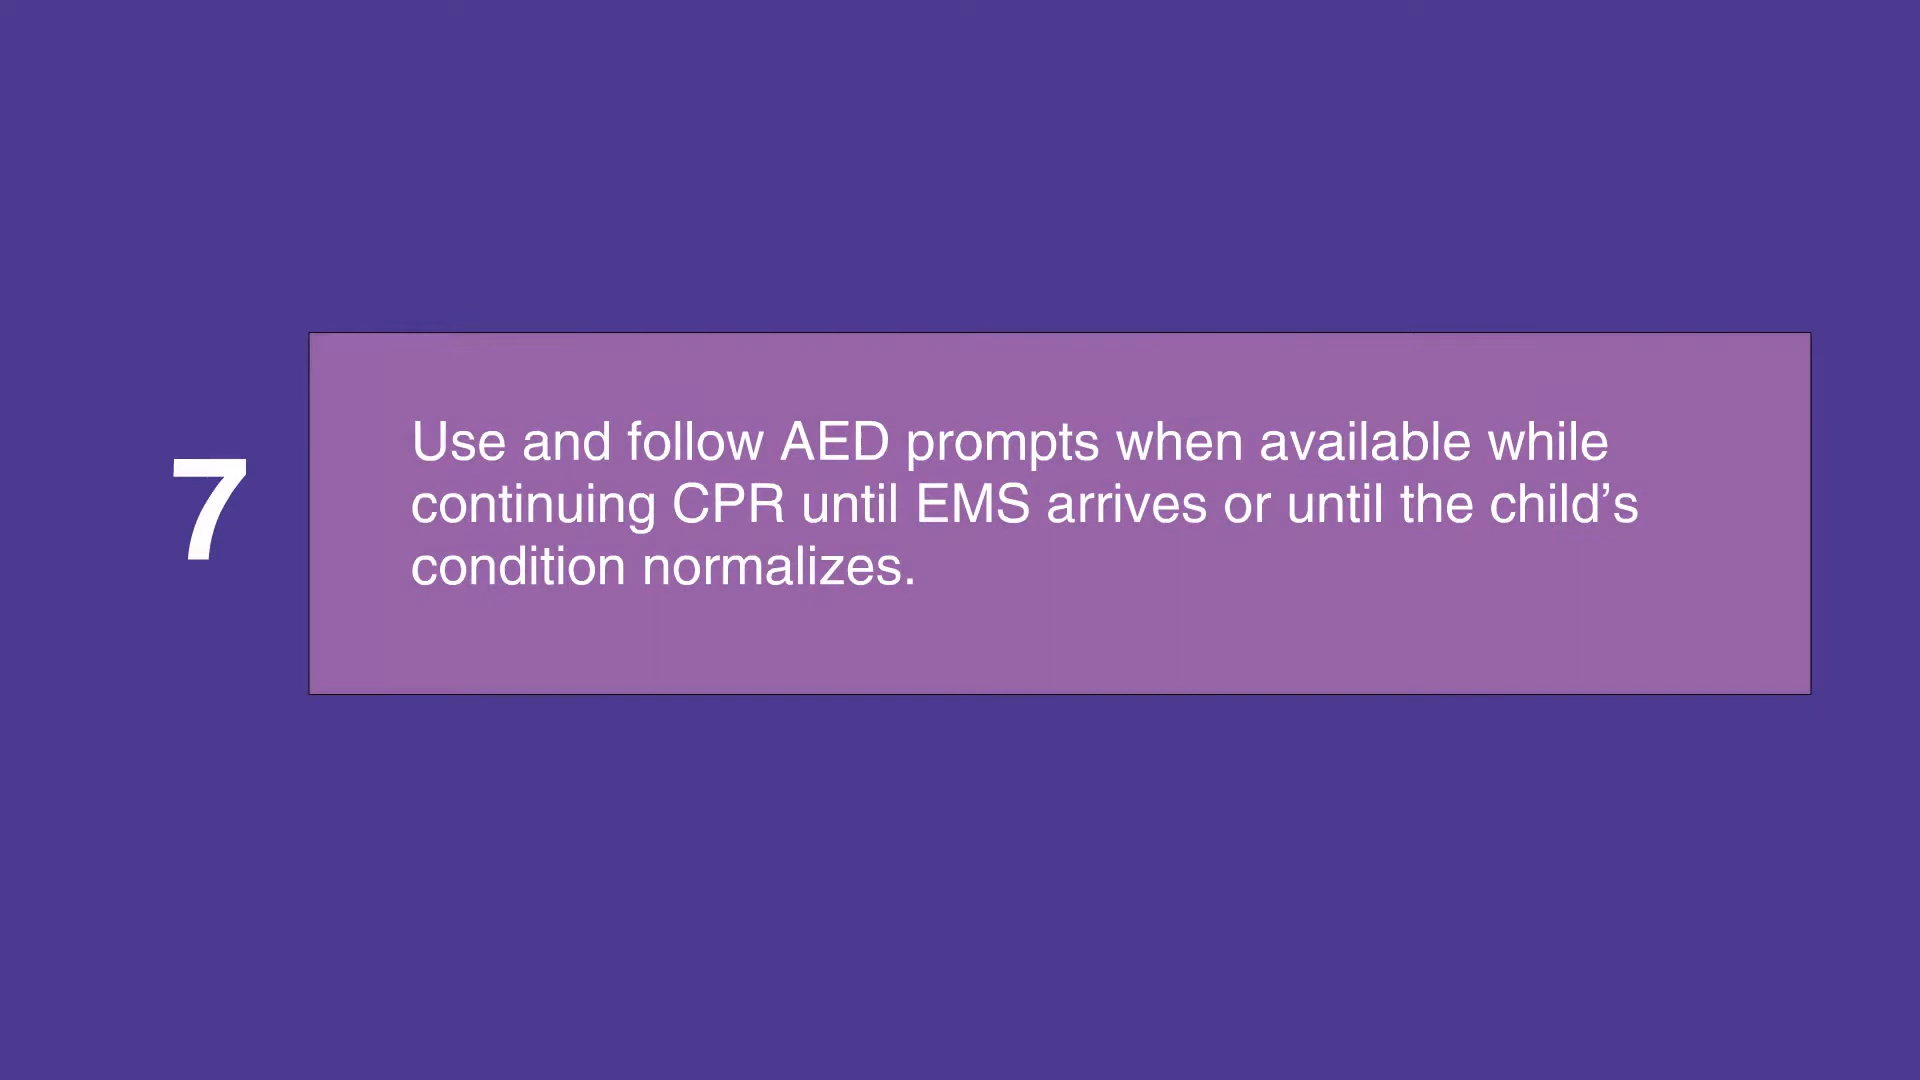 7
Use and follow AED prompts when available while
continuing CPR until EMS arrives or until the child’s
condition normalizes.